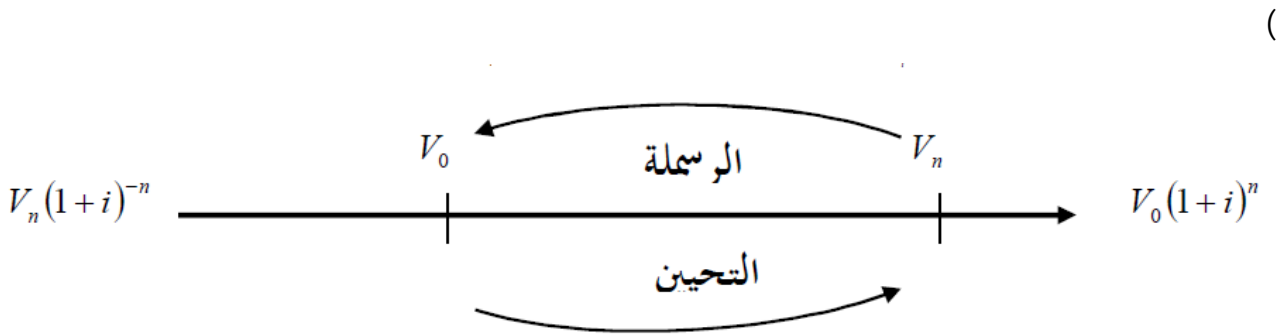 (
V_0 الرسملة V_n
V_n(1+i)^{-n} V_0(1+i)^n
التحيين